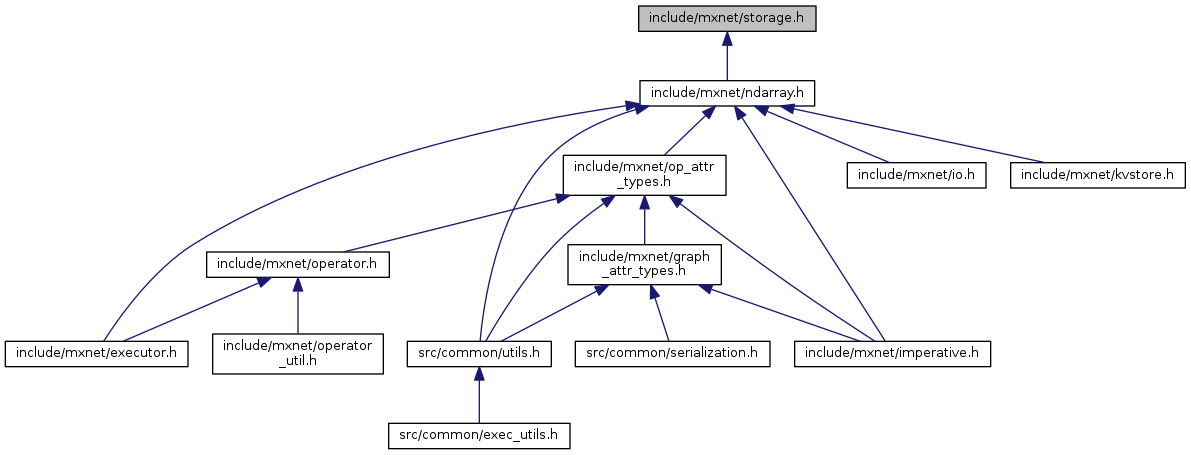 include/mxnet/storage.h
include/mxnet/ndarray.h
include/mxnet/op_attr
_types.h
include/mxnet/io.h
include/mxnet/kvstore.h
include/mxnet/operator.h
include/mxnet/graph
_attr_types.h
include/mxnet/executor.h
include/mxnet/operator
_util.h
src/common/utils.h
src/common/serialization.h
include/mxnet/imperative.h
src/common/exec_utils.h